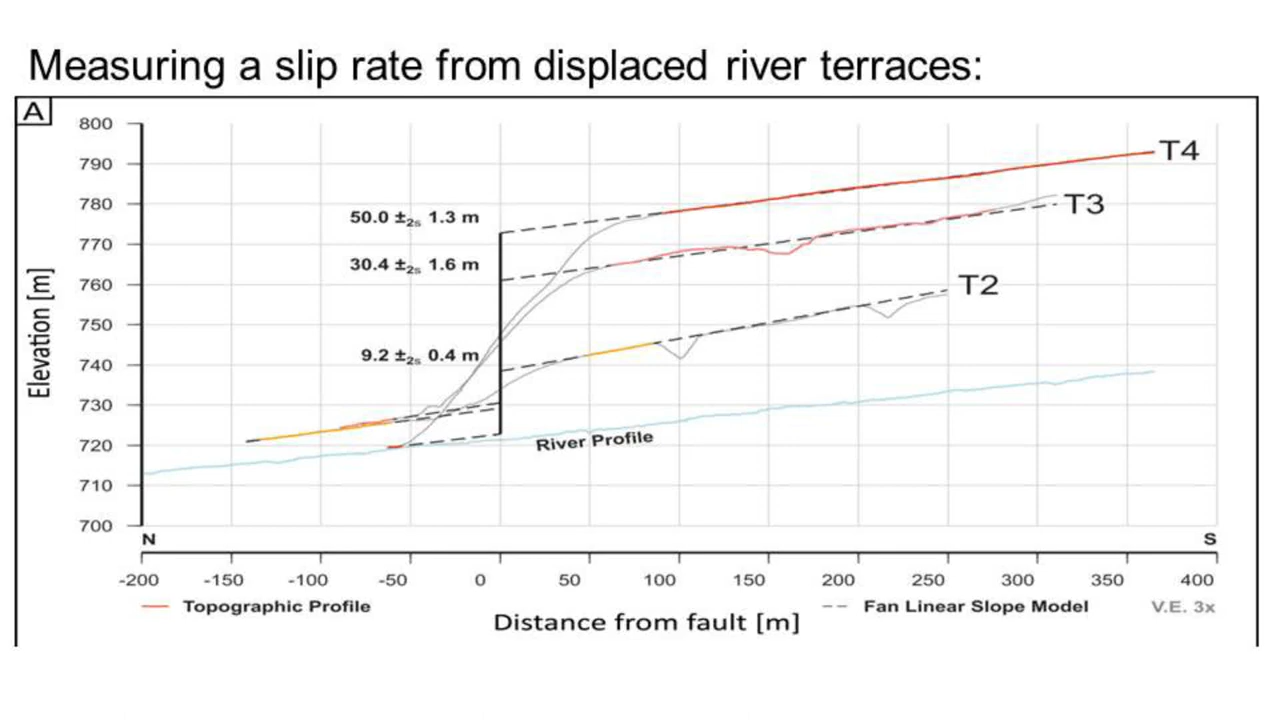 Measuring a slip rate from displaced river terraces:
A
800
790
780
770
760
750
740
730
720
710
700
Elevation [m]
T4
T3
T2
50.0 ±2s 1.3 m
30.4 ±2s 1.6 m
9.2 ±2s 0.4 m
River Profile
N
S
-200 -150 -100 -50 0 50 100 150 200 250 300 350 400
Topographic Profile
Distance from fault [m]
Fan Linear Slope Model
V.E. 3x